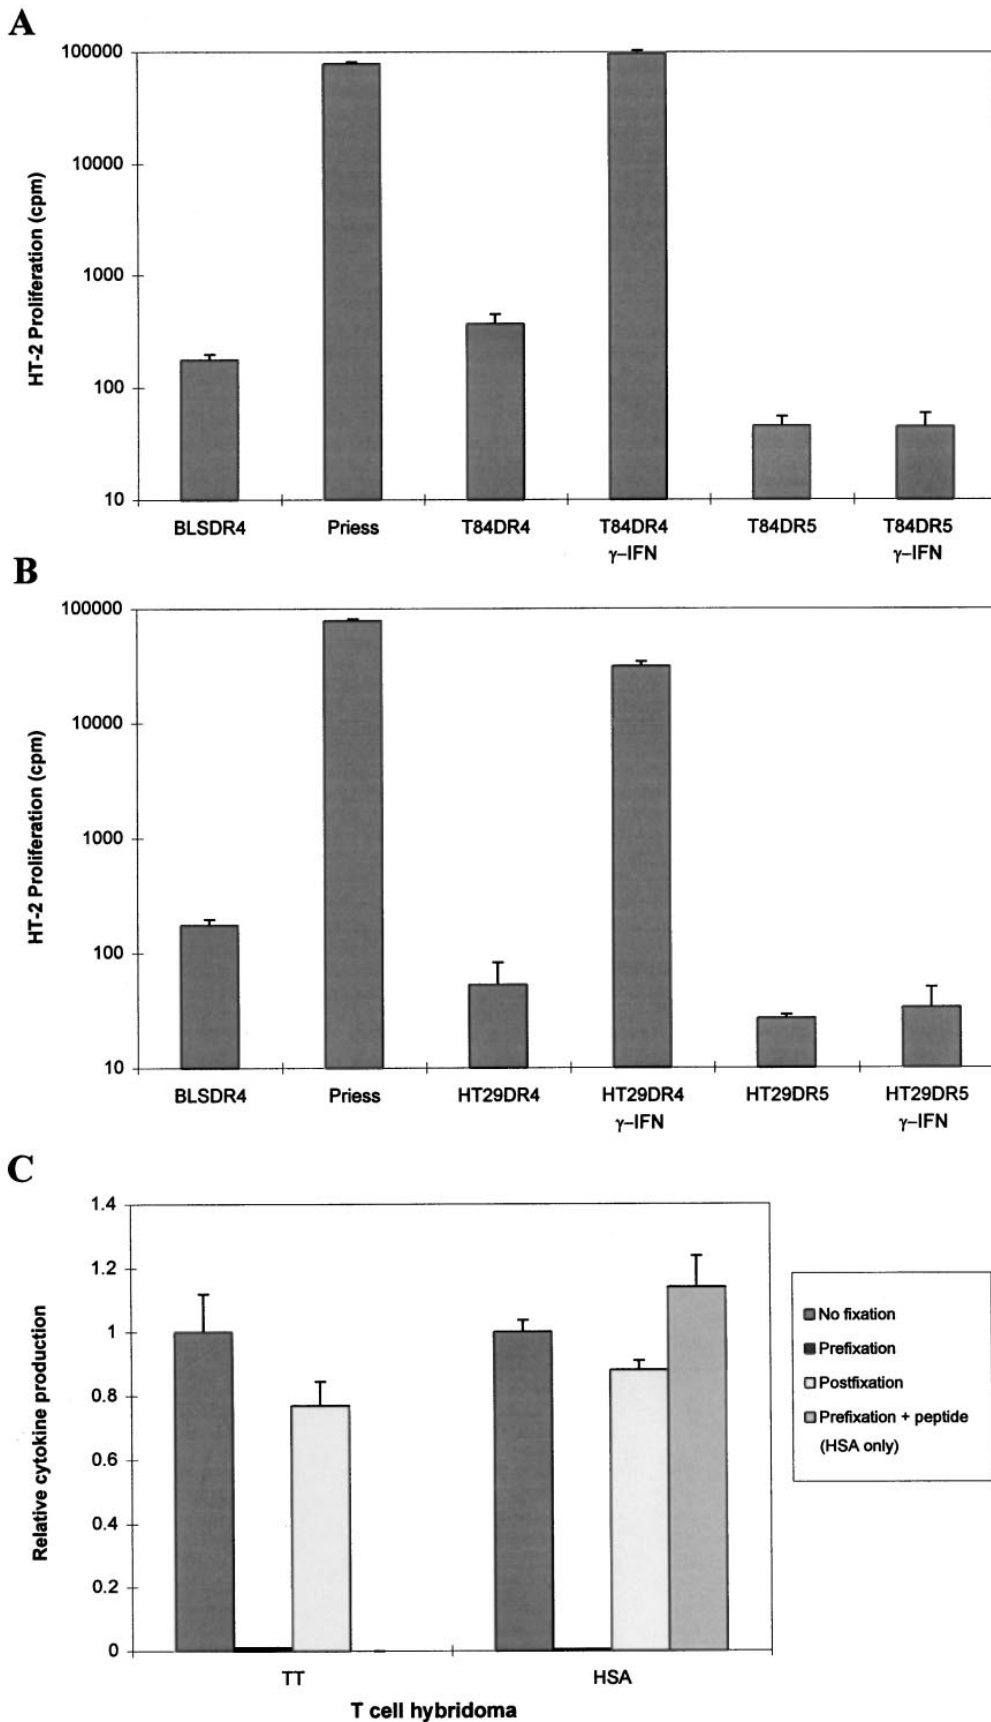 A
HT-2 Proliferation (cpm)
100000
10000
1000
100
10
BLSDR4 Priess T84DR4 T84DR4 T84DR5 T84DR5
γ–IFN γ–IFN
B
HT-2 Proliferation (cpm)
100000
10000
1000
100
10
BLSDR4 Priess HT29DR4 HT29DR4 HT29DR5 HT29DR5
γ–IFN γ–IFN
C
Relative cytokine production
1.4
1.2
1
0.8
0.6
0.4
0.2
0
TT HSA
T cell hybridoma
No fixation
Prefixation
Postfixation
Prefixation + peptide
(HSA only)